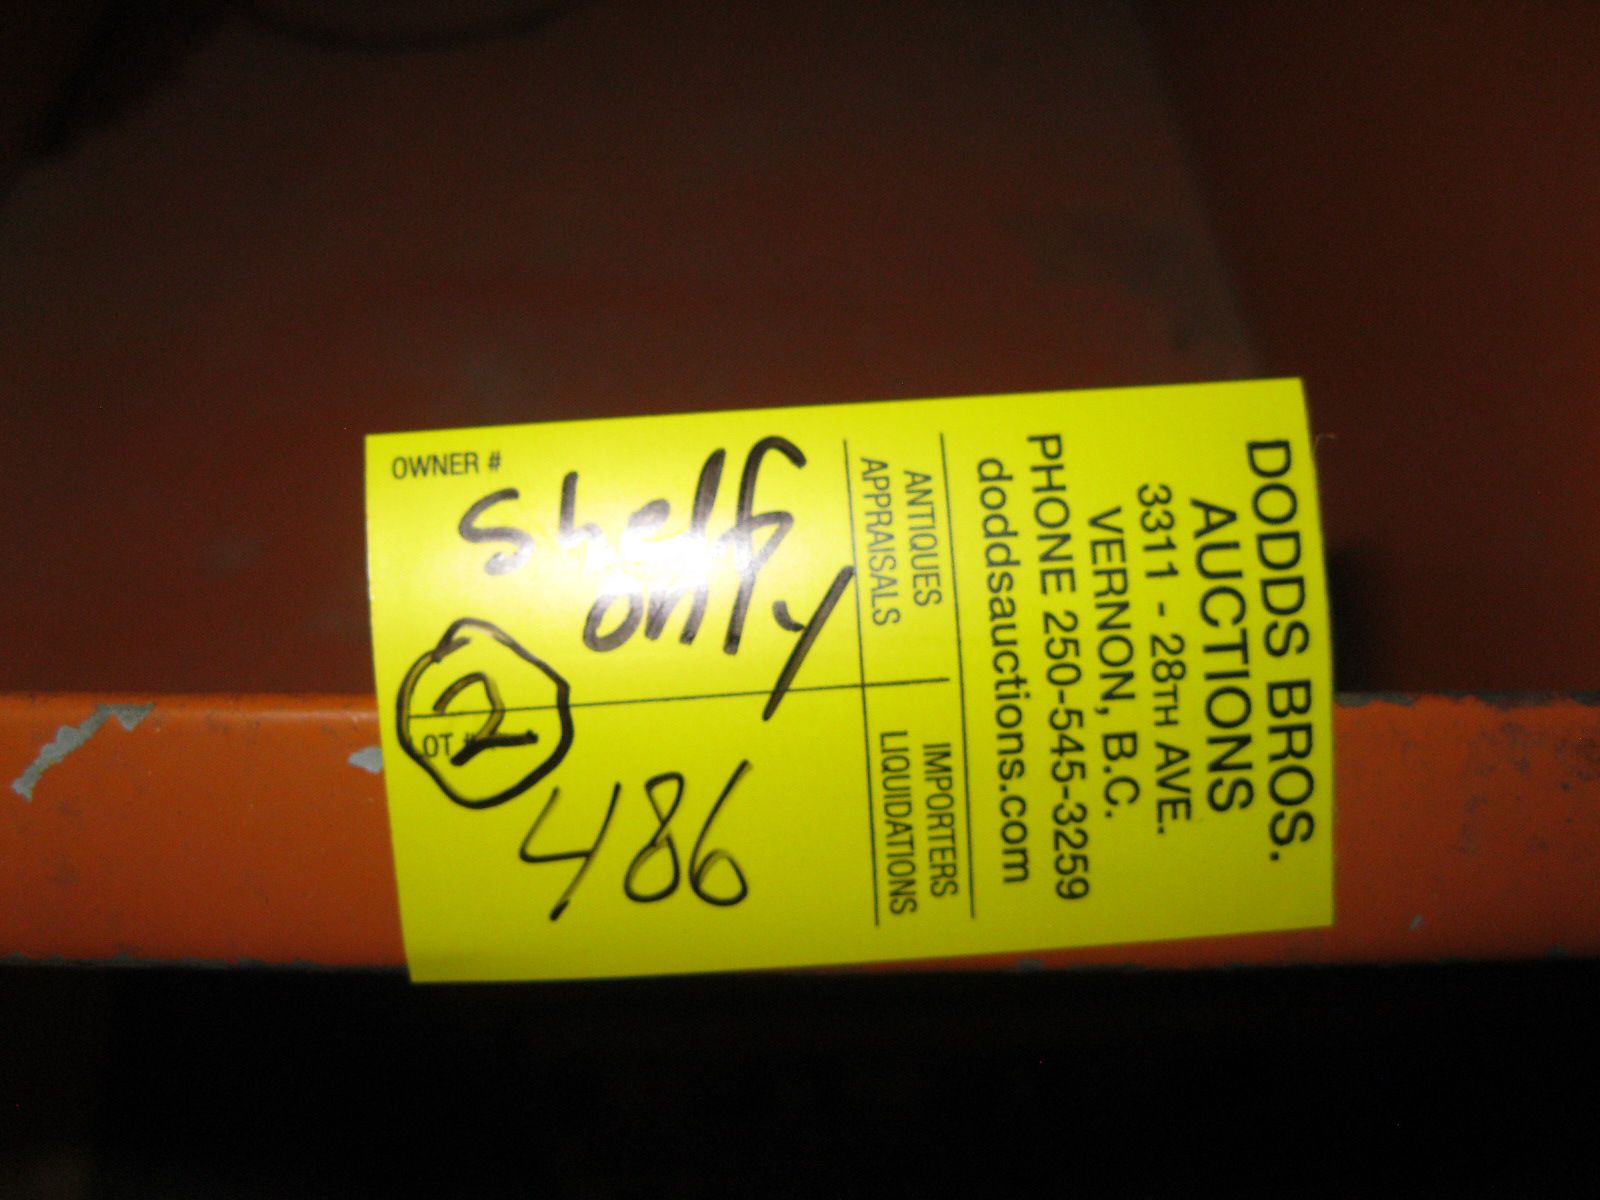 DODDS BROS.
AUCTIONS
3311 - 28TH AVE.
VERNON, B.C.
PHONE 250-545-3259
doddsauctions.com
ANTIQUES
APPRAISALS
IMPORTERS
LIQUIDATIONS
OWNER #
shelf
only
LOT #
2
486